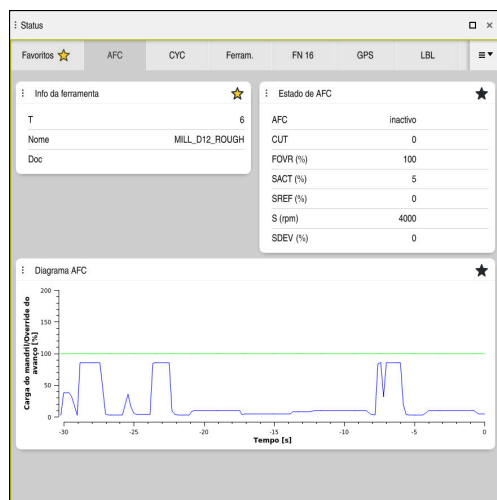 Status
Favoritos AFC CYC Ferram. FN 16 GPS LBL
Info da ferramenta
T 6
Nome MILL_D12_ROUGH
Doc
Estado de AFC
AFC inactivo
CUT 0
FOVR (%) 100
SACT (%) 5
SREF (%) 0
S (rpm) 4000
SDEV (%) 0
Diagrama AFC
Carga do mandril/Override do
avanço [%]
200
150
100
50
0
-30 -25 -20 -15 -10 -5 0
Tempo [s]